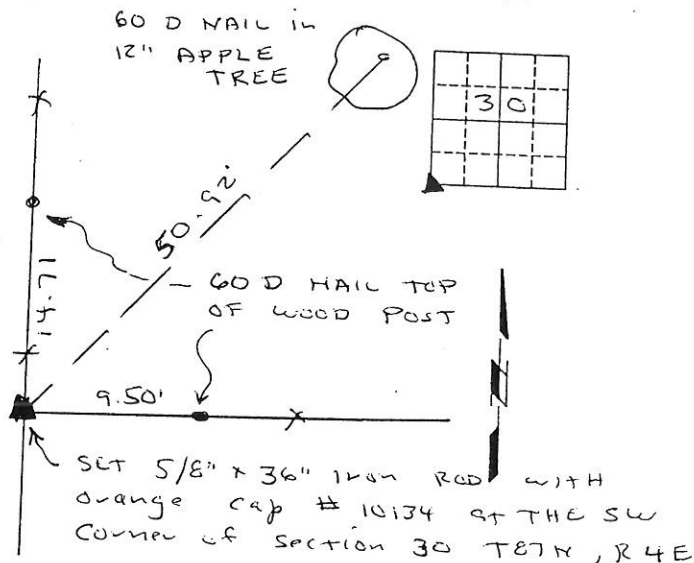 60 D NAIL in
12" APPLE
TREE
30
50.92'
14.71
60 D NAIL TOP
OF WOOD POST
9.50'
N
SET 5/8" x 36" Iron ROD WITH
orange cap # 10134 at THE SW
Corner of Section 30 T87N, R4E